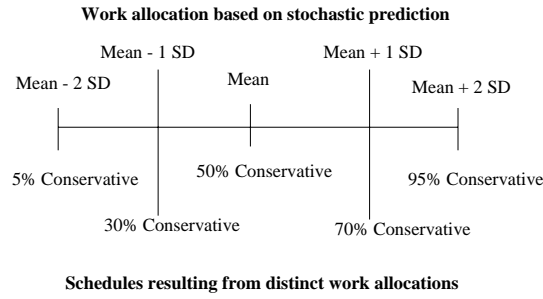 Work allocation based on stochastic prediction
Mean - 1 SD
Mean + 1 SD
Mean - 2 SD
Mean
Mean + 2 SD
5% Conservative
50% Conservative
95% Conservative
30% Conservative
70% Conservative
Schedules resulting from distinct work allocations